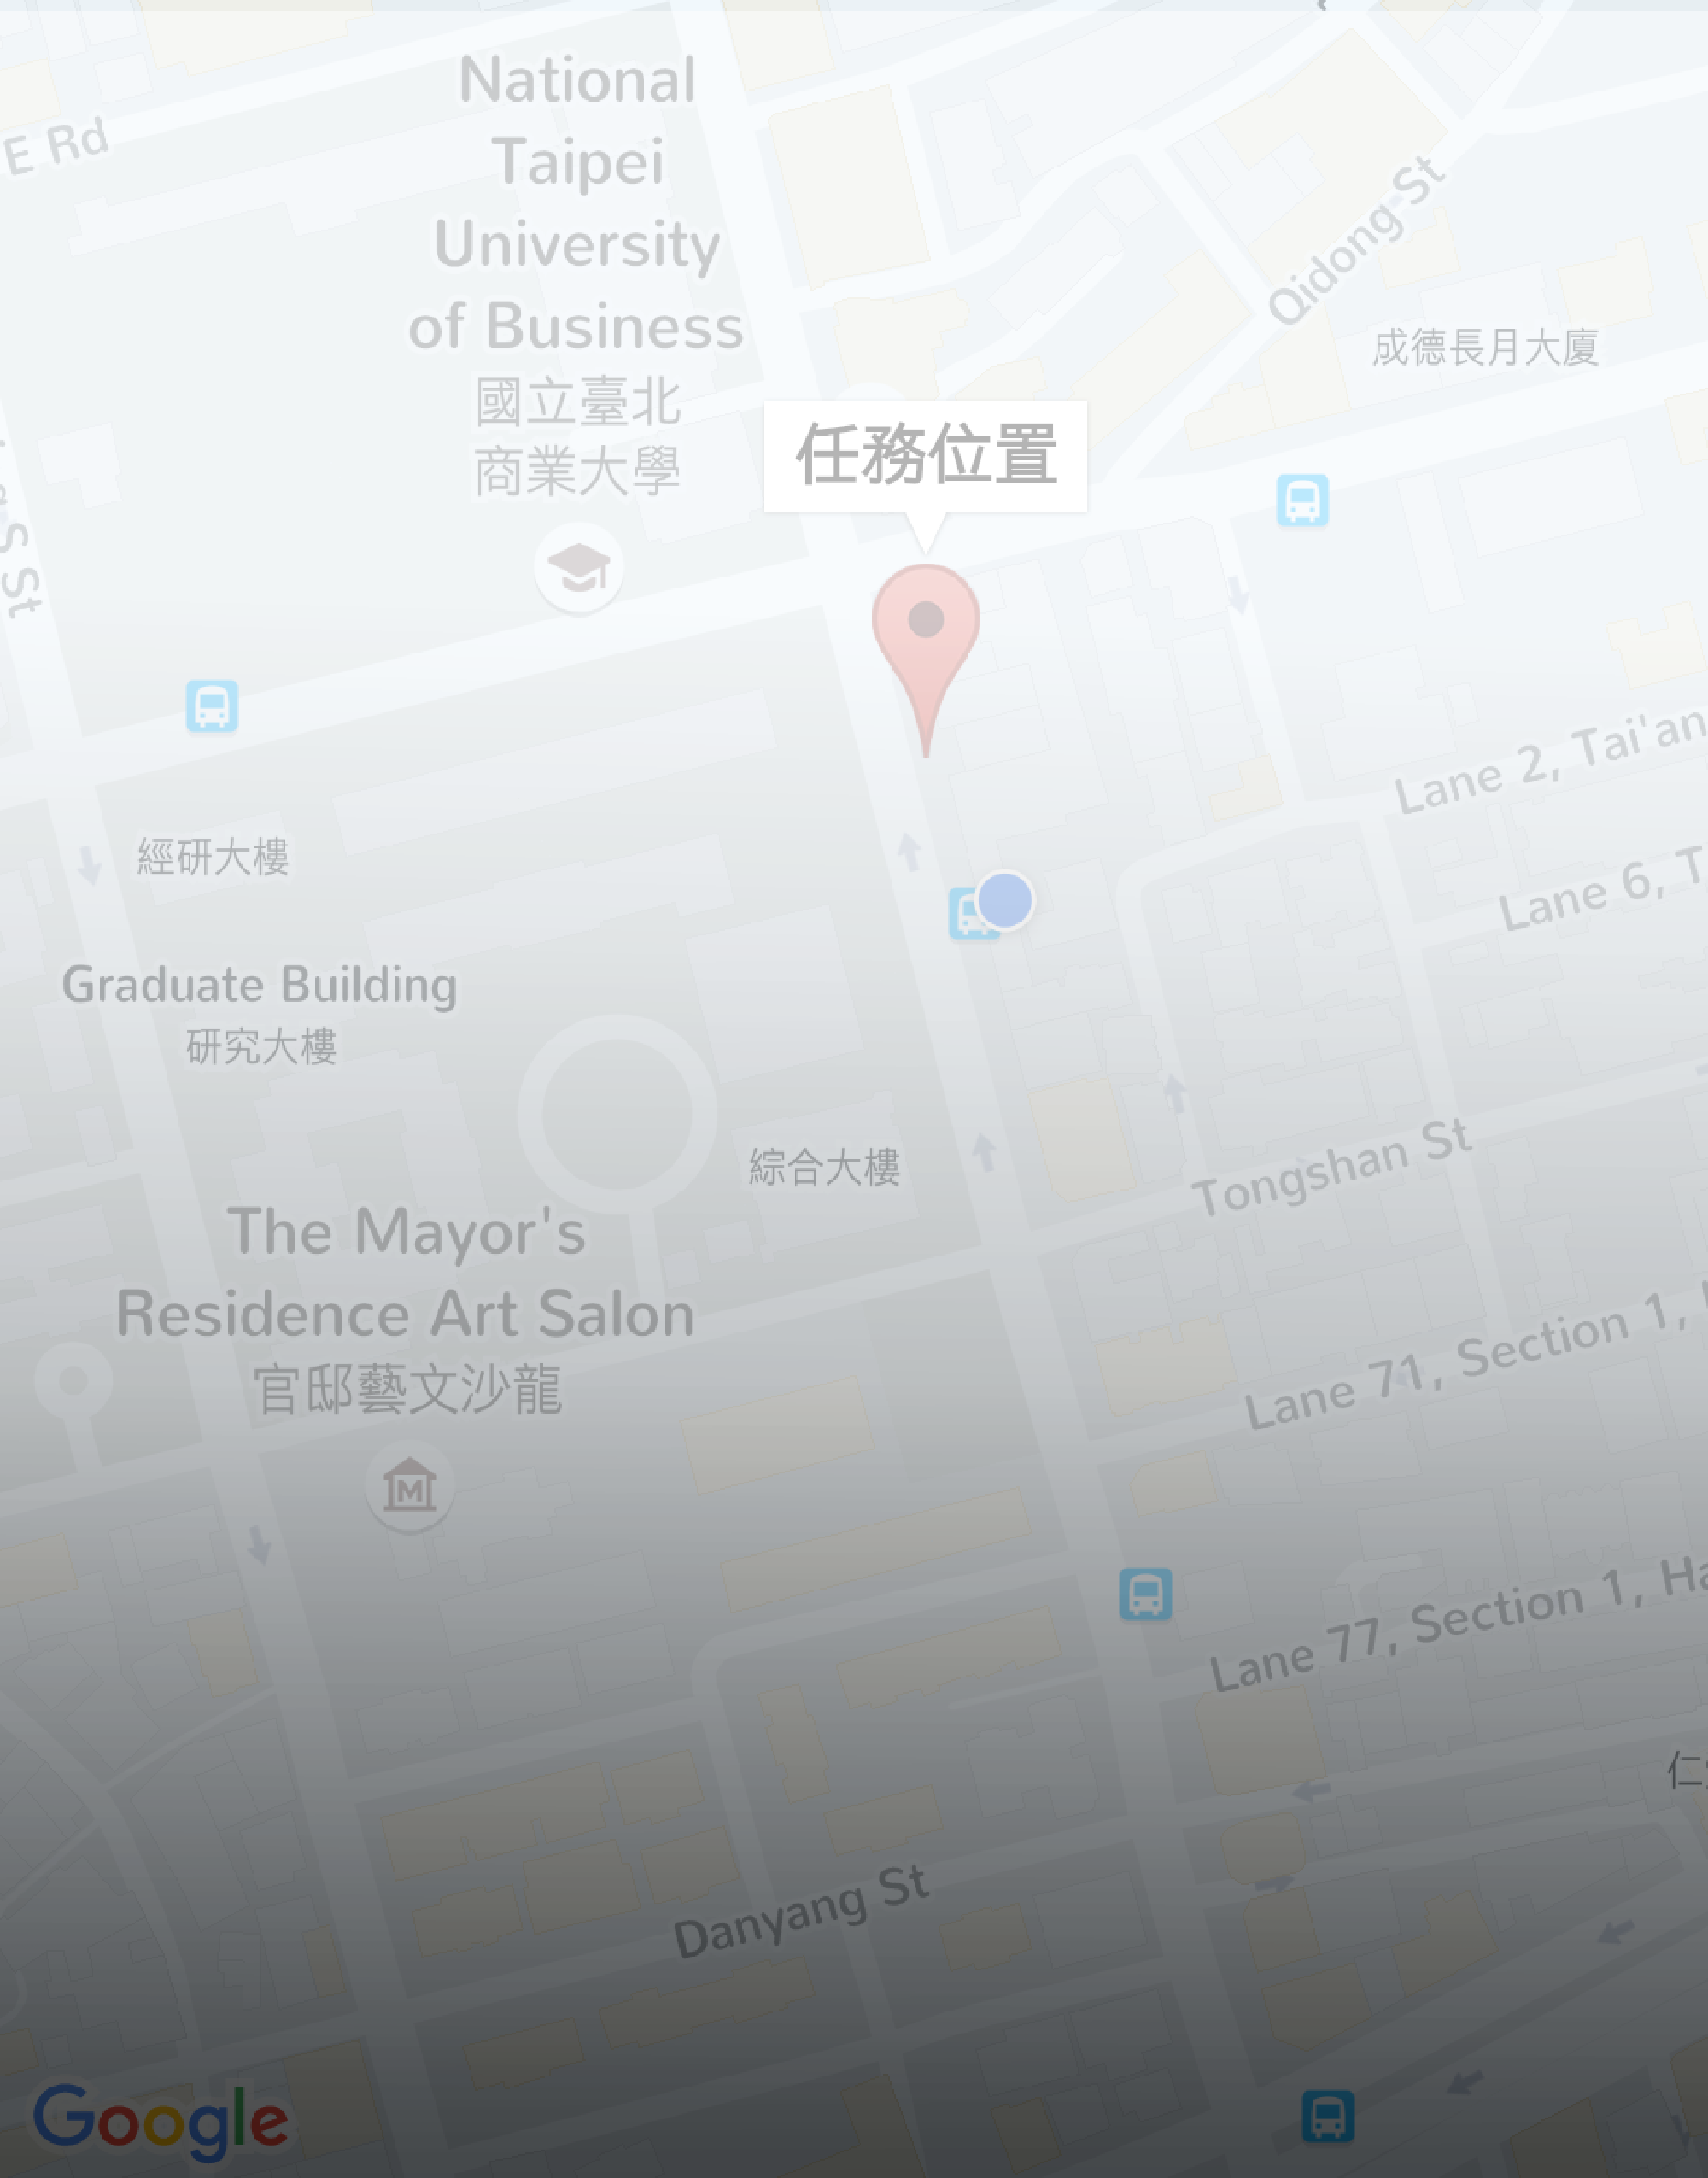 E Rd
National
Taipei
University
of Business
國立臺北
商業大學
Qidong St
成德長月大廈
任務位置
S St
Lane 2, Tai'an
Lane 6, T
經研大樓
Graduate Building
研究大樓
綜合大樓
Tongshan St
The Mayor's
Residence Art Salon
官邸藝文沙龍
M
Lane 71, Section 1,
Lane 77, Section 1, Ha
仁
Danyang St
Google